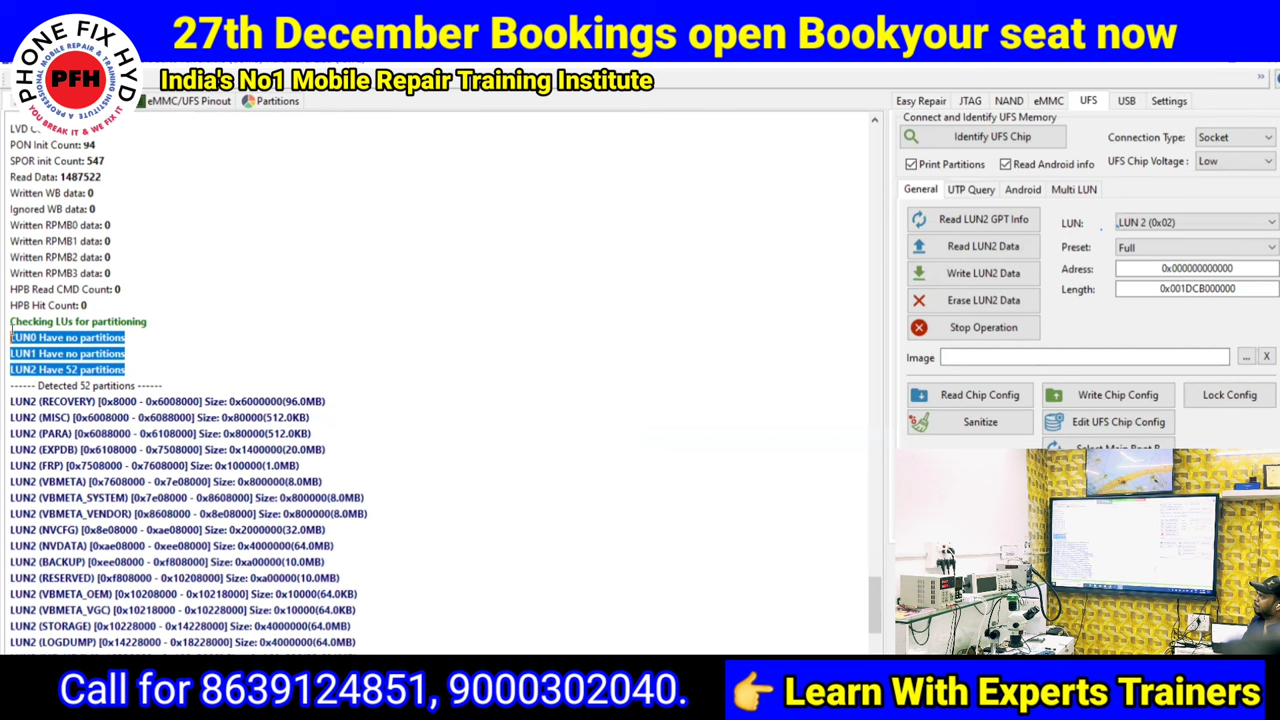 27th December Bookings open Bookyour seat now
PHONE FIX HYD
A PROFESSIONAL MOBILE REPAIR & TRAINING INSTITUTE
PFH
YOU BREAK IT & WE FIX IT
India's No1 Mobile Repair Training Institute
eMMC/UFS Pinout
Partitions
LVD C
PON Init Count: 94
SPOR init Count: 547
Read Data: 1487522
Written WB data: 0
Ignored WB data: 0
Written RPMB0 data: 0
Written RPMB1 data: 0
Written RPMB2 data: 0
Written RPMB3 data: 0
HPB Read CMD Count: 0
HPB Hit Count: 0
Checking LUs for partitioning
LUN0 Have no partitions
LUN1 Have no partitions
LUN2 Have 52 partitions
------ Detected 52 partitions ------
LUN2 (RECOVERY) [0x8000 - 0x6008000] Size: 0x6000000(96.0MB)
LUN2 (MISC) [0x6008000 - 0x6088000] Size: 0x80000(512.0KB)
LUN2 (PARA) [0x6088000 - 0x6108000] Size: 0x80000(512.0KB)
LUN2 (EXPDB) [0x6108000 - 0x7508000] Size: 0x1400000(20.0MB)
LUN2 (FRP) [0x7508000 - 0x7608000] Size: 0x100000(1.0MB)
LUN2 (VBMETA) [0x7608000 - 0x7e08000] Size: 0x800000(8.0MB)
LUN2 (VBMETA_SYSTEM) [0x7e08000 - 0x8608000] Size: 0x800000(8.0MB)
LUN2 (VBMETA_VENDOR) [0x8608000 - 0x8e08000] Size: 0x800000(8.0MB)
LUN2 (NVCFG) [0x8e08000 - 0xae08000] Size: 0x2000000(32.0MB)
LUN2 (NVDATA) [0xae08000 - 0xee08000] Size: 0x4000000(64.0MB)
LUN2 (BACKUP) [0xee08000 - 0xf808000] Size: 0xa00000(10.0MB)
LUN2 (RESERVED) [0xf808000 - 0x10208000] Size: 0xa00000(10.0MB)
LUN2 (VBMETA_OEM) [0x10208000 - 0x10218000] Size: 0x10000(64.0KB)
LUN2 (VBMETA_VGC) [0x10218000 - 0x10228000] Size: 0x10000(64.0KB)
LUN2 (STORAGE) [0x10228000 - 0x14228000] Size: 0x4000000(64.0MB)
LUN2 (LOGDUMP) [0x14228000 - 0x18228000] Size: 0x4000000(64.0MB)
Easy Repair JTAG NAND eMMC UFS USB Settings
Connect and Identify UFS Memory
Identify UFS Chip
Connection Type: Socket
Print Partitions Read Android info UFS Chip Voltage : Low
General UTP Query Android Multi LUN
Read LUN2 GPT Info LUN: LUN 2 (0x02)
Read LUN2 Data Preset: Full
Adress: 0x000000000000
Write LUN2 Data
Length: 0x001DCB000000
Erase LUN2 Data
Stop Operation
Image ... X
Read Chip Config Write Chip Config Lock Config
Sanitize Edit UFS Chip Config
Call for 8639124851, 9000302040.
👉 Learn With Experts Trainers